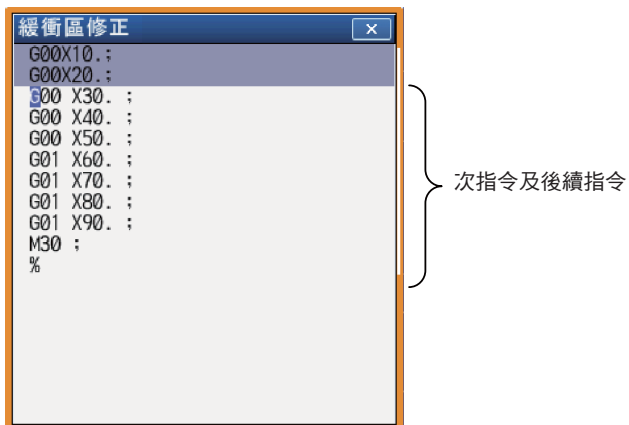 緩衝區修正
G00X10.;
G00X20.;
G00 X30. ;
G00 X40. ;
G00 X50. ;
G01 X60. ;
G01 X70. ;
G01 X80. ;
G01 X90. ;
M30 ;
%
次指令及後續指令